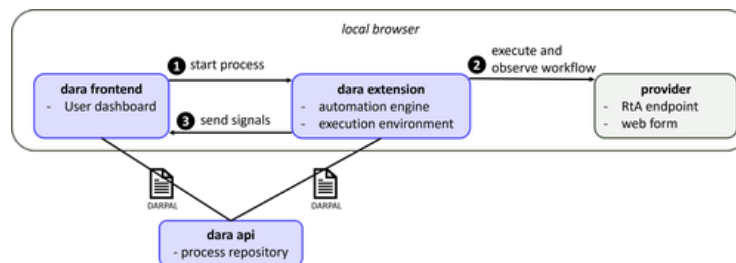 local browser
1 start process
2 execute and
observe workflow
dara frontend
- User dashboard
dara extension
- automation engine
- execution environment
provider
- RtA endpoint
- web form
3 send signals
DARPAL
DARPAL
dara api
- process repository